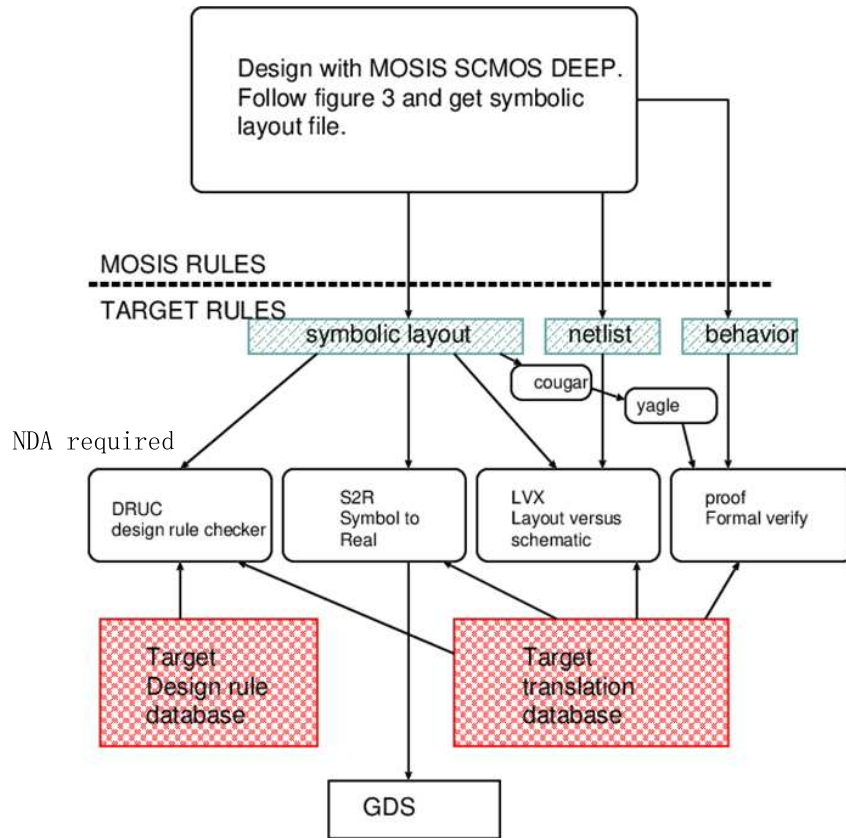 Design with MOSIS SCMOS DEEP.
Follow figure 3 and get symbolic
layout file.
MOSIS RULES
TARGET RULES
symbolic layout
netlist
behavior
cougar
yagle
NDA required
DRUC
design rule checker
S2R
Symbol to
Real
LVX
Layout versus
schematic
proof
Formal verify
Target
Design rule
database
Target
translation
database
GDS